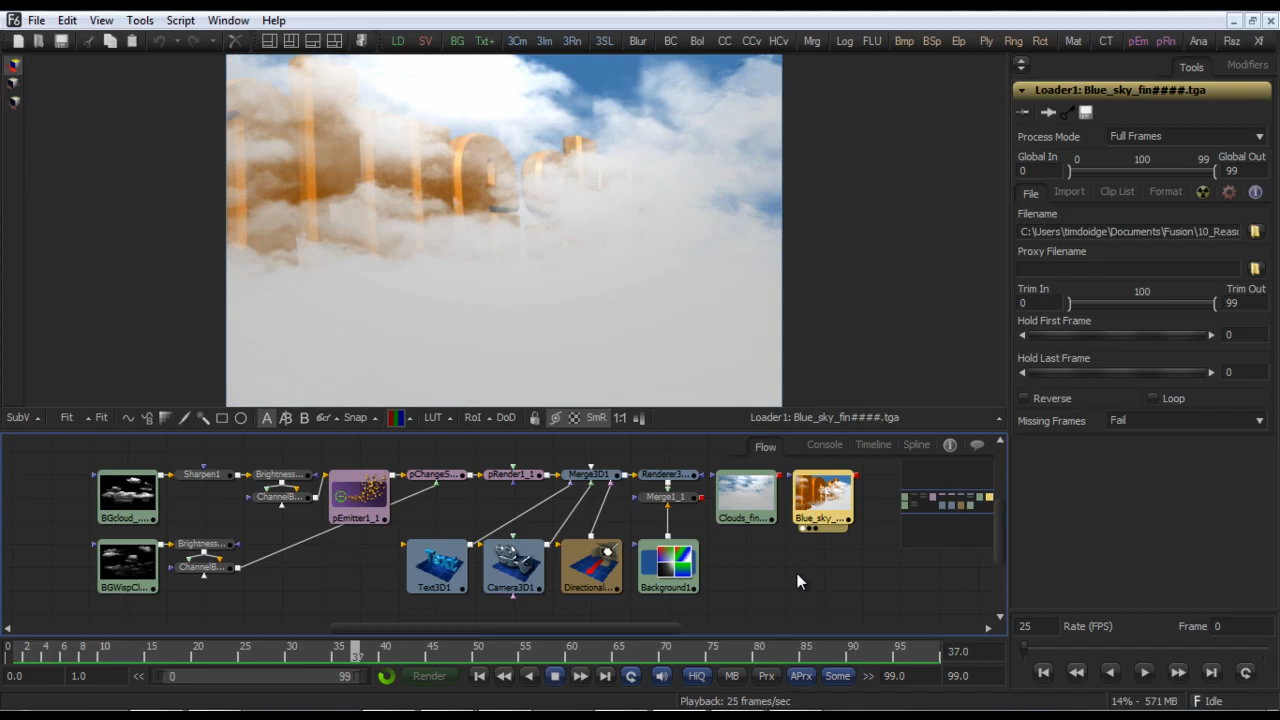 F6 File Edit View Tools Script Window Help
LD SV BG Txt+ 3Cm 3Im 3Rn 3SL Blur BC Bol CC CCv HCv Mrg Log FLU Bmp BSp Elp Ply Rng Rct Mat CT pEm pRn Ana Rsz Xf
Tools Modifiers
Loader1: Blue_sky_fin####.tga
Process Mode Full Frames
Global In 0 100 99 Global Out
0 99
File Import Clip List Format
Filename
C:\Users\timdoidge\Documents\Fusion\10_Reasc
Proxy Filename
Trim In 100 Trim Out
0 99
Hold First Frame
0
Hold Last Frame
0
Reverse Loop
Missing Frames Fail
SubV Fit Fit A B Snap LUT RoI DoD SmR 1:1 Loader1: Blue_sky_fin####.tga
Flow Console Timeline Spline
Sharpen1 Brightness... pChangeS... pRender1_1 Merge3D1 Renderer3...
ChannelB... Merge1_1
BGcloud_... pEmitter1_1 Clouds_fin... Blue_sky_...
Brightness...
ChannelB...
BGWispCl... Text3D1 Camera3D1 Directional... Background1
25 Rate (FPS) Frame 0
0 2 4 6 8 10 15 20 25 30 35 40 45 50 55 60 65 70 75 80 85 90 95
37 37.0
0.0 1.0 << 0 99 Render HiQ MB Prx APrx Some >> 99.0 99.0
Playback: 25 frames/sec 14% - 571 MB Idle